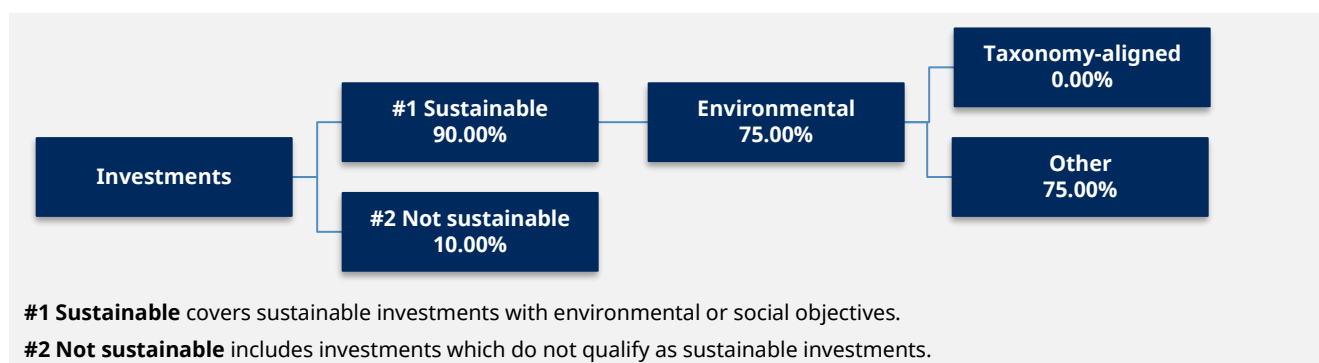 Investments
#1 Sustainable
90.00%
#2 Not sustainable
10.00%
Environmental
75.00%
Taxonomy-aligned
0.00%
Other
75.00%
#1 Sustainable covers sustainable investments with environmental or social objectives.
#2 Not sustainable includes investments which do not qualify as sustainable investments.